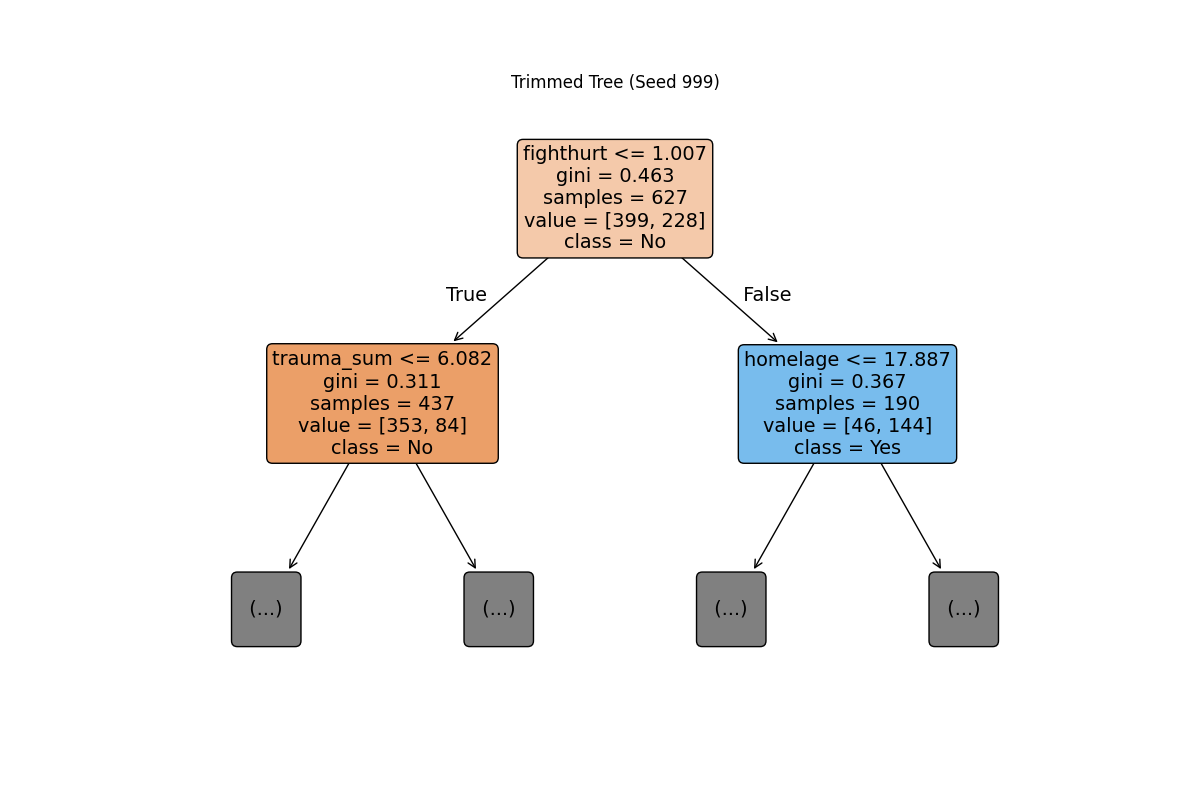 Trimmed Tree (Seed 999)
fighthurt <= 1.007
gini = 0.463
samples = 627
value = [399, 228]
class = No
True
False
trauma_sum <= 6.082
gini = 0.311
samples = 437
value = [353, 84]
class = No
homelage <= 17.887
gini = 0.367
samples = 190
value = [46, 144]
class = Yes
(...)
(...)
(...)
(...)